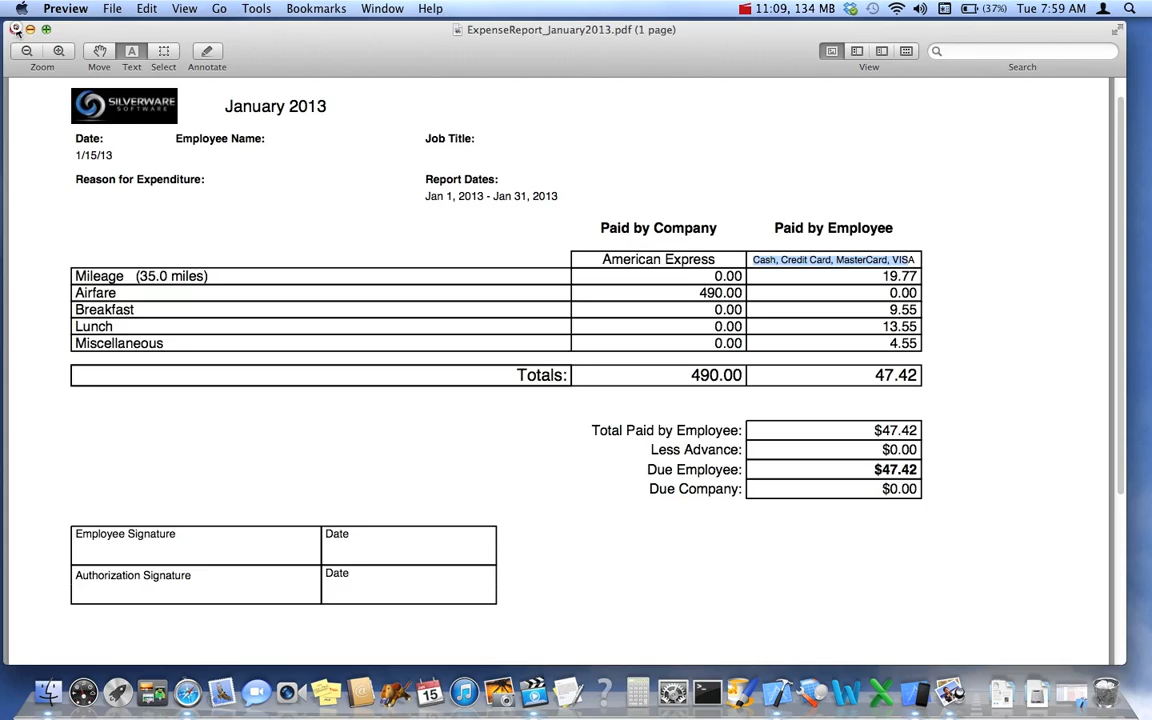 Preview File Edit View Go Tools Bookmarks Window Help 11:09, 134 MB (37%) Tue 7:59 AM
ExpenseReport_January2013.pdf (1 page)
Zoom Move Text Select Annotate View Search
SILVERWARE
SOFTWARE
January 2013
Date: Employee Name: Job Title:
1/15/13
Reason for Expenditure: Report Dates:
Jan 1, 2013 - Jan 31, 2013
Paid by Company Paid by Employee
American Express Cash, Credit Card, MasterCard, VISA
Mileage (35.0 miles) 0.00 19.77
Airfare 490.00 0.00
Breakfast 0.00 9.55
Lunch 0.00 13.55
Miscellaneous 0.00 4.55
Totals: 490.00 47.42
Total Paid by Employee: $47.42
Less Advance: $0.00
Due Employee: $47.42
Due Company: $0.00
Employee Signature Date
Authorization Signature Date
15